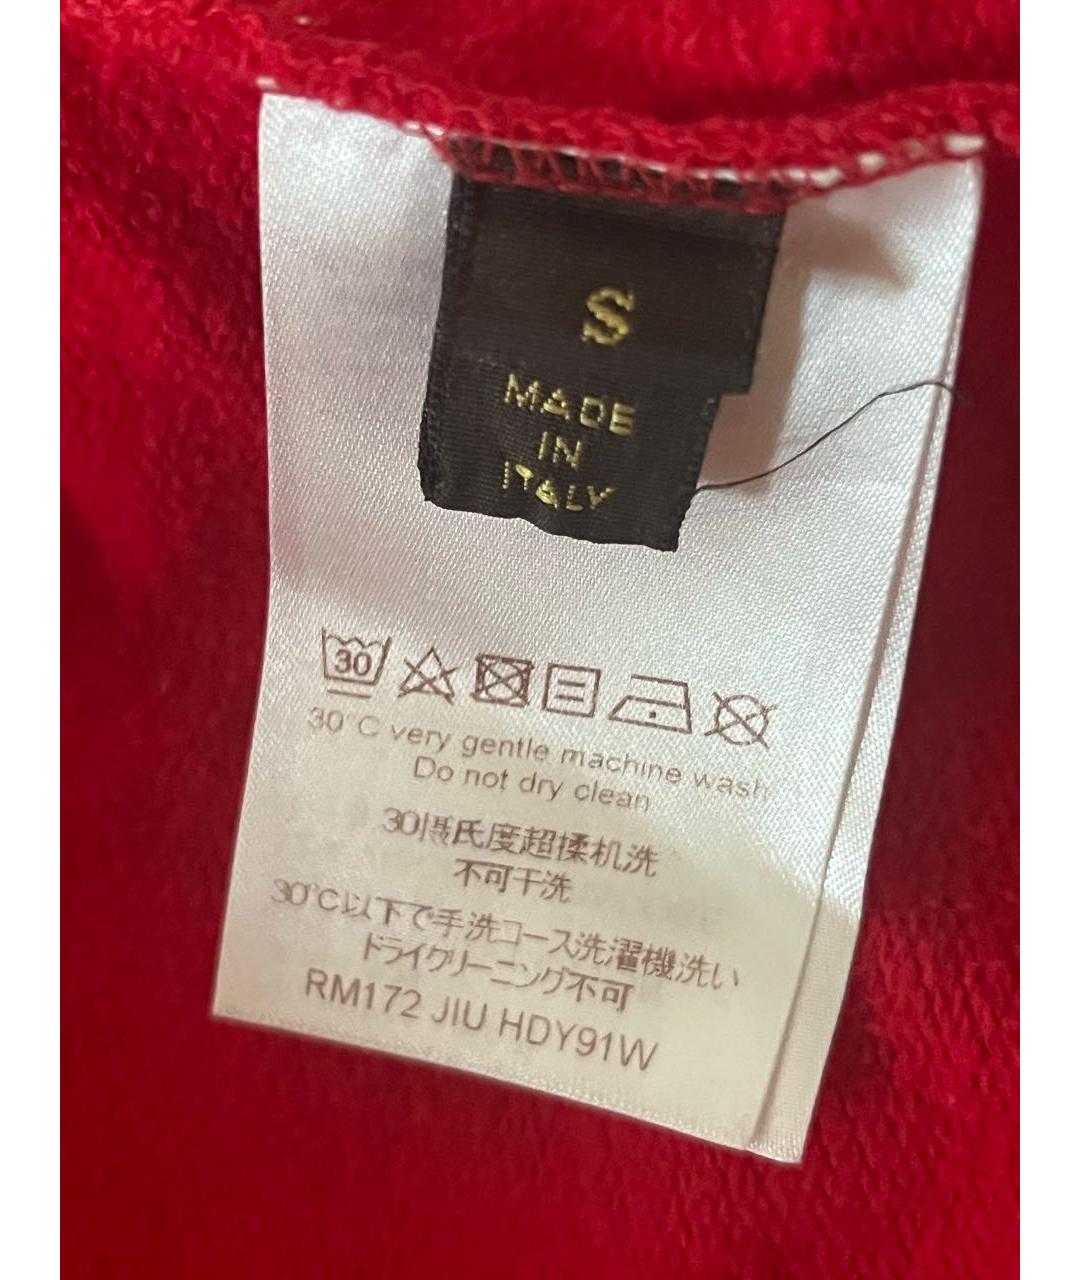 S
MADE
IN
ITALY
30
30°C very gentle machine wash
Do not dry clean
30摄氏度超揉机洗
不可干洗
30°C以下で手洗コース洗濯機洗い
ドライクリーニング不可
RM172 JIU HDY91W